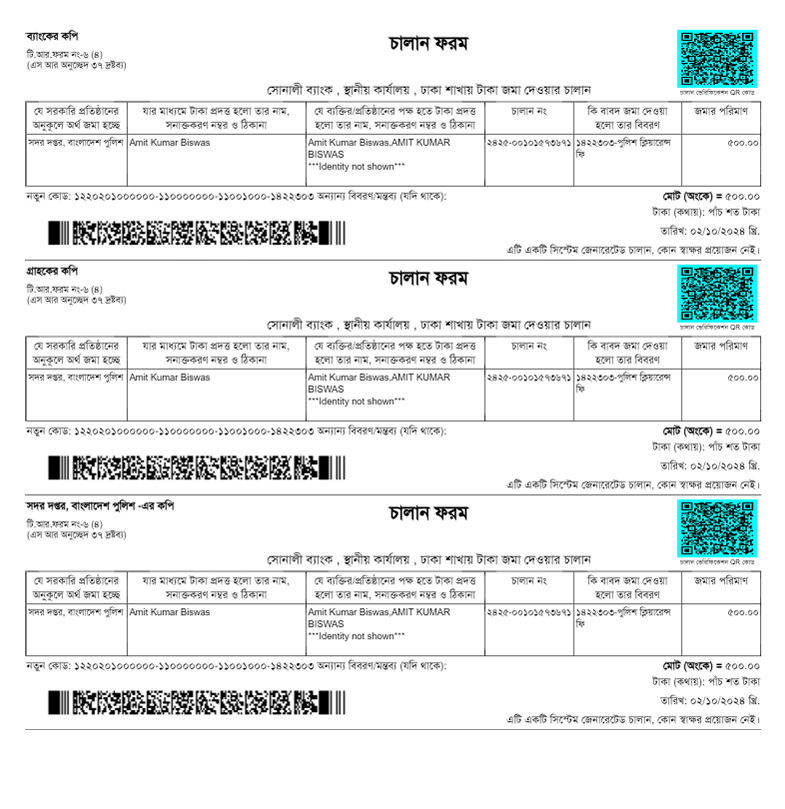 ব্যাংকের কপি
চালান ফরম
টি.আর.ফরম নং-৬ (৪)
(এস আর অনুচ্ছেদ ৩৭ দ্রষ্টব্য)
চালান ভেরিফিকেশন QR কোড
সোনালী ব্যাংক , স্থানীয় কার্যালয় , ঢাকা শাখায় টাকা জমা দেওয়ার চালান
যে সরকারি প্রতিষ্ঠানের অনুকূলে অর্থ জমা হচ্ছে
যার মাধ্যমে টাকা প্রদত্ত হলো তার নাম, সনাক্তকরণ নম্বর ও ঠিকানা
যে ব্যক্তি/প্রতিষ্ঠানের পক্ষ হতে টাকা প্রদত্ত হলো তার নাম, সনাক্তকরণ নম্বর ও ঠিকানা
চালান নং
কি বাবদ জমা দেওয়া হলো তার বিবরণ
জমার পরিমাণ
সদর দপ্তর, বাংলাদেশ পুলিশ
Amit Kumar Biswas
Amit Kumar Biswas,AMIT KUMAR
BISWAS
***Identity not shown***
২৪২৫-০০১০১৫৭৩৬৭১
১৪২২৩০৩-পুলিশ ক্লিয়ারেন্স
ফি
৫০০.০০
নতুন কোড: ১২২০২০১০০০০০০-১১০০০০০০০-১১০০১০০০-১৪২২৩০৩ অন্যান্য বিবরণ/মন্তব্য (যদি থাকে):
মোট (অংকে) = ৫০০.০০
টাকা (কথায়): পাঁচ শত টাকা
তারিখ: ০২/১০/২০২৪ খ্রি.
এটি একটি সিস্টেম জেনারেটেড চালান, কোন স্বাক্ষর প্রয়োজন নেই।
গ্রাহকের কপি
চালান ফরম
টি.আর.ফরম নং-৬ (৪)
(এস আর অনুচ্ছেদ ৩৭ দ্রষ্টব্য)
চালান ভেরিফিকেশন QR কোড
সোনালী ব্যাংক , স্থানীয় কার্যালয় , ঢাকা শাখায় টাকা জমা দেওয়ার চালান
যে সরকারি প্রতিষ্ঠানের অনুকূলে অর্থ জমা হচ্ছে
যার মাধ্যমে টাকা প্রদত্ত হলো তার নাম, সনাক্তকরণ নম্বর ও ঠিকানা
যে ব্যক্তি/প্রতিষ্ঠানের পক্ষ হতে টাকা প্রদত্ত হলো তার নাম, সনাক্তকরণ নম্বর ও ঠিকানা
চালান নং
কি বাবদ জমা দেওয়া হলো তার বিবরণ
জমার পরিমাণ
সদর দপ্তর, বাংলাদেশ পুলিশ
Amit Kumar Biswas
Amit Kumar Biswas,AMIT KUMAR
BISWAS
***Identity not shown***
২৪২৫-০০১০১৫৭৩৬৭১
১৪২২৩০৩-পুলিশ ক্লিয়ারেন্স
ফি
৫০০.০০
নতুন কোড: ১২২০২০১০০০০০০-১১০০০০০০০-১১০০১০০০-১৪২২৩০৩ অন্যান্য বিবরণ/মন্তব্য (যদি থাকে):
মোট (অংকে) = ৫০০.০০
টাকা (কথায়): পাঁচ শত টাকা
তারিখ: ০২/১০/২০২৪ খ্রি.
এটি একটি সিস্টেম জেনারেটেড চালান, কোন স্বাক্ষর প্রয়োজন নেই।
সদর দপ্তর, বাংলাদেশ পুলিশ -এর কপি
চালান ফরম
টি.আর.ফরম নং-৬ (৪)
(এস আর অনুচ্ছেদ ৩৭ দ্রষ্টব্য)
চালান ভেরিফিকেশন QR কোড
সোনালী ব্যাংক , স্থানীয় কার্যালয় , ঢাকা শাখায় টাকা জমা দেওয়ার চালান
যে সরকারি প্রতিষ্ঠানের অনুকূলে অর্থ জমা হচ্ছে
যার মাধ্যমে টাকা প্রদত্ত হলো তার নাম, সনাক্তকরণ নম্বর ও ঠিকানা
যে ব্যক্তি/প্রতিষ্ঠানের পক্ষ হতে টাকা প্রদত্ত হলো তার নাম, সনাক্তকরণ নম্বর ও ঠিকানা
চালান নং
কি বাবদ জমা দেওয়া হলো তার বিবরণ
জমার পরিমাণ
সদর দপ্তর, বাংলাদেশ পুলিশ
Amit Kumar Biswas
Amit Kumar Biswas,AMIT KUMAR
BISWAS
***Identity not shown***
২৪২৫-০০১০১৫৭৩৬৭১
১৪২২৩০৩-পুলিশ ক্লিয়ারেন্স
ফি
৫০০.০০
নতুন কোড: ১২২০২০১০০০০০০-১১০০০০০০০-১১০০১০০০-১৪২২৩০৩ অন্যান্য বিবরণ/মন্তব্য (যদি থাকে):
মোট (অংকে) = ৫০০.০০
টাকা (কথায়): পাঁচ শত টাকা
তারিখ: ০২/১০/২০২৪ খ্রি.
এটি একটি সিস্টেম জেনারেটেড চালান, কোন স্বাক্ষর প্রয়োজন নেই।